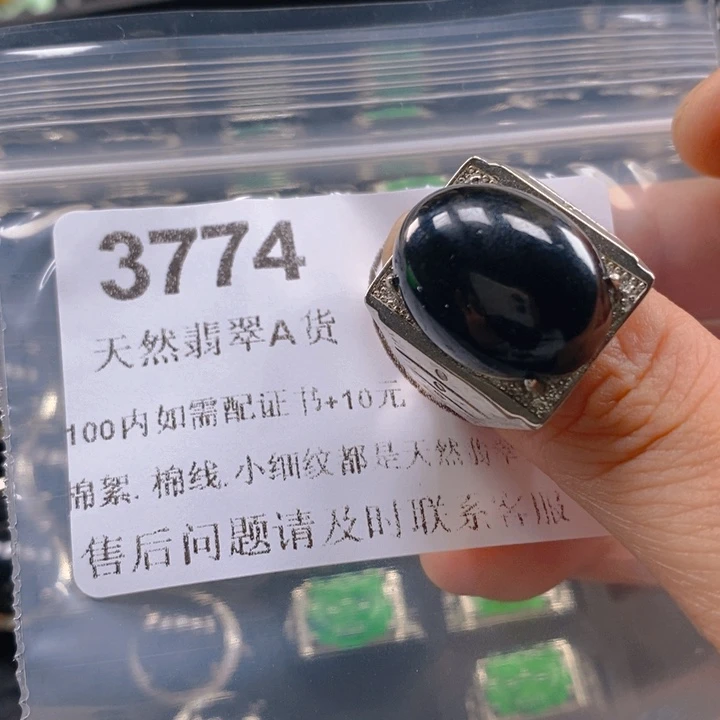 3774
天然翡翠A货
100内如需配证书+10元
棉絮.棉线.小细纹都是天然翡翠
售后问题请及时联系客服